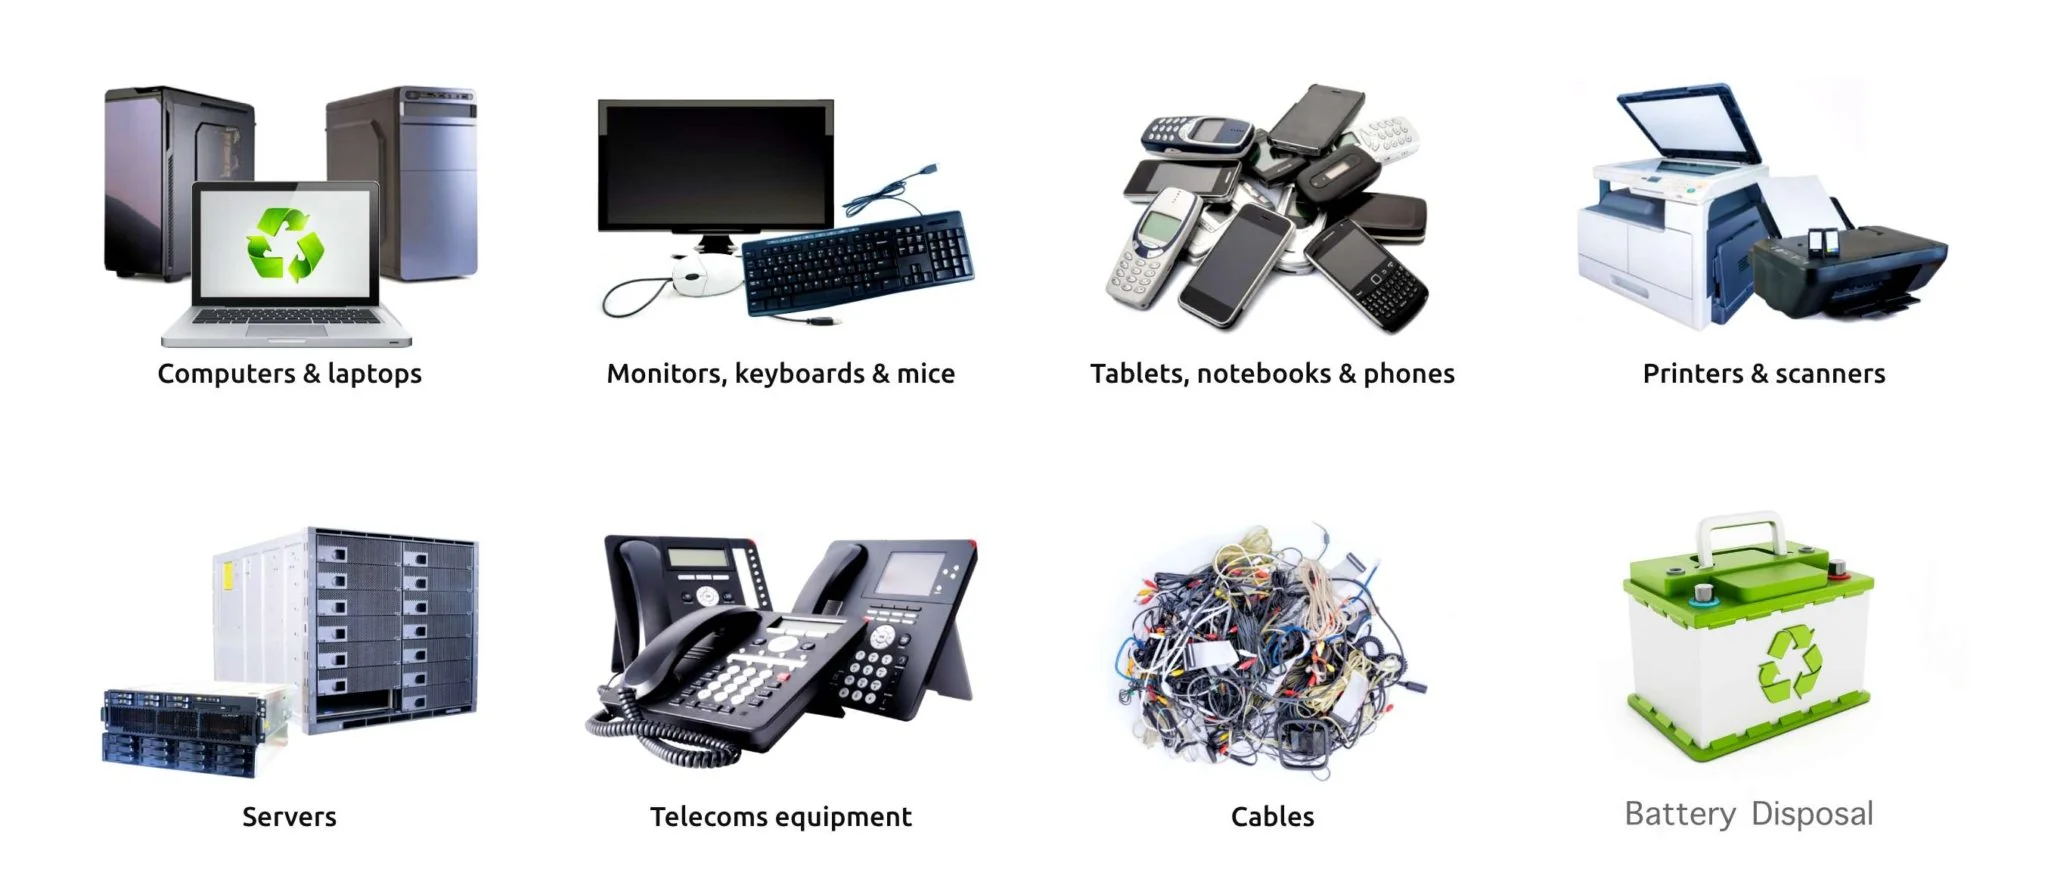 Computers & laptops
Monitors, keyboards & mice
Tablets, notebooks & phones
Printers & scanners
Servers
Telecoms equipment
Cables
Battery Disposal